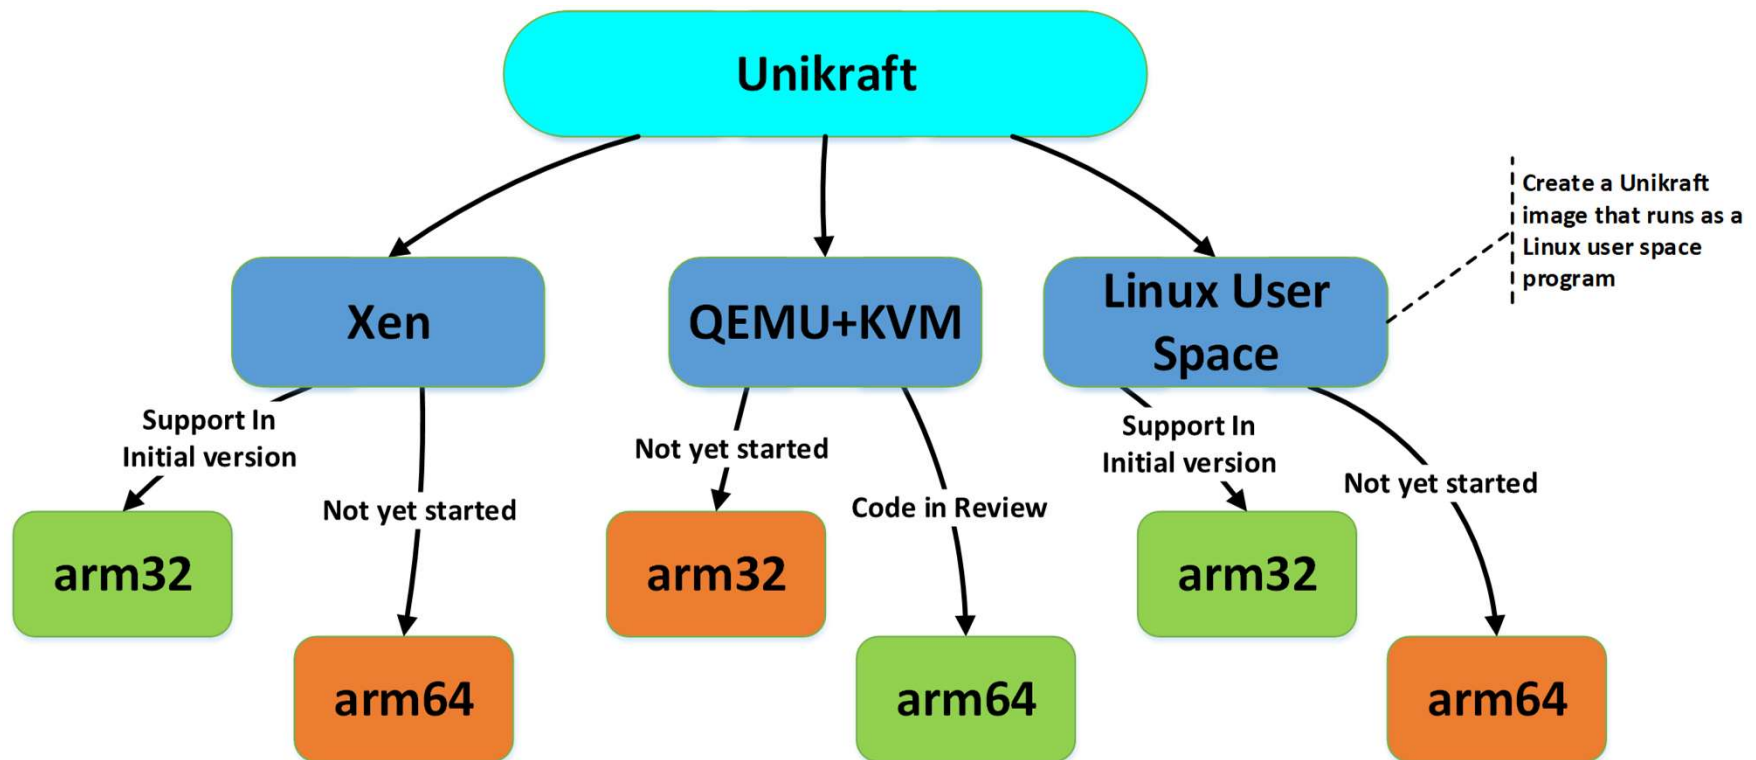 Unikraft
Create a Unikraft
image that runs as a
Linux user space
program
Xen
QEMU+KVM
Linux User
Space
Support In
Initial version
Not yet started
Not yet started
Code in Review
Support In
Initial version
Not yet started
arm32
arm64
arm32
arm64
arm32
arm64